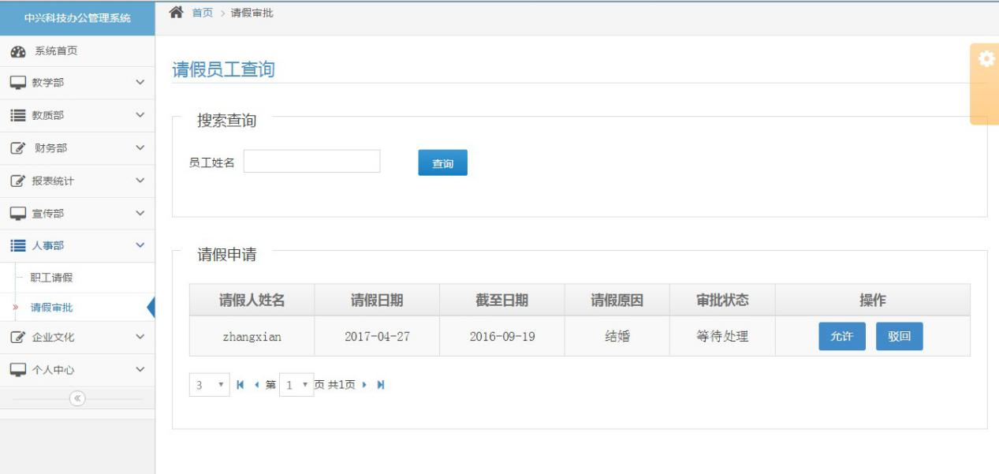 中兴科技办公管理系统
首页 > 请假审批
系统首页
教学部
教质部
财务部
报表统计
宣传部
人事部
职工请假
» 请假审批
企业文化
个人中心
«
请假员工查询
搜索查询
员工姓名 查询
请假申请
请假人姓名 请假日期 截至日期 请假原因 审批状态 操作
zhangxian 2017-04-27 2016-09-19 结婚 等待处理 允许 驳回
3 第 1 页 共1页